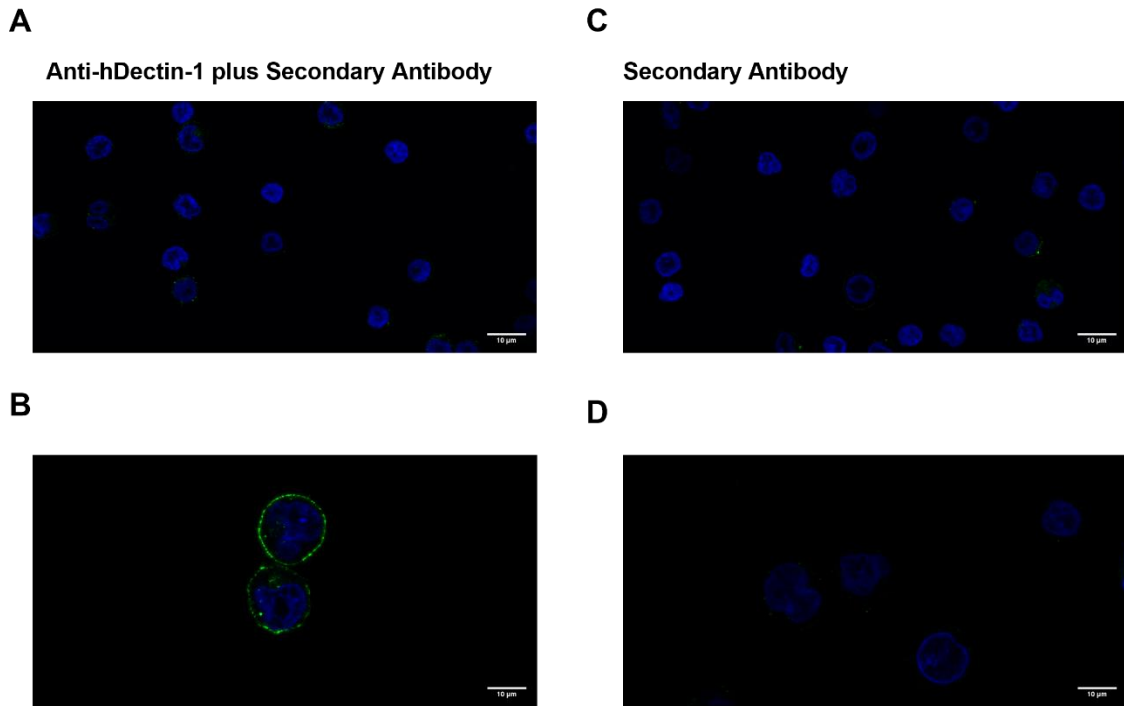 A
Anti-hDectin-1 plus Secondary Antibody
10 µm
C
Secondary Antibody
10 µm
B
10 µm
D
10 µm